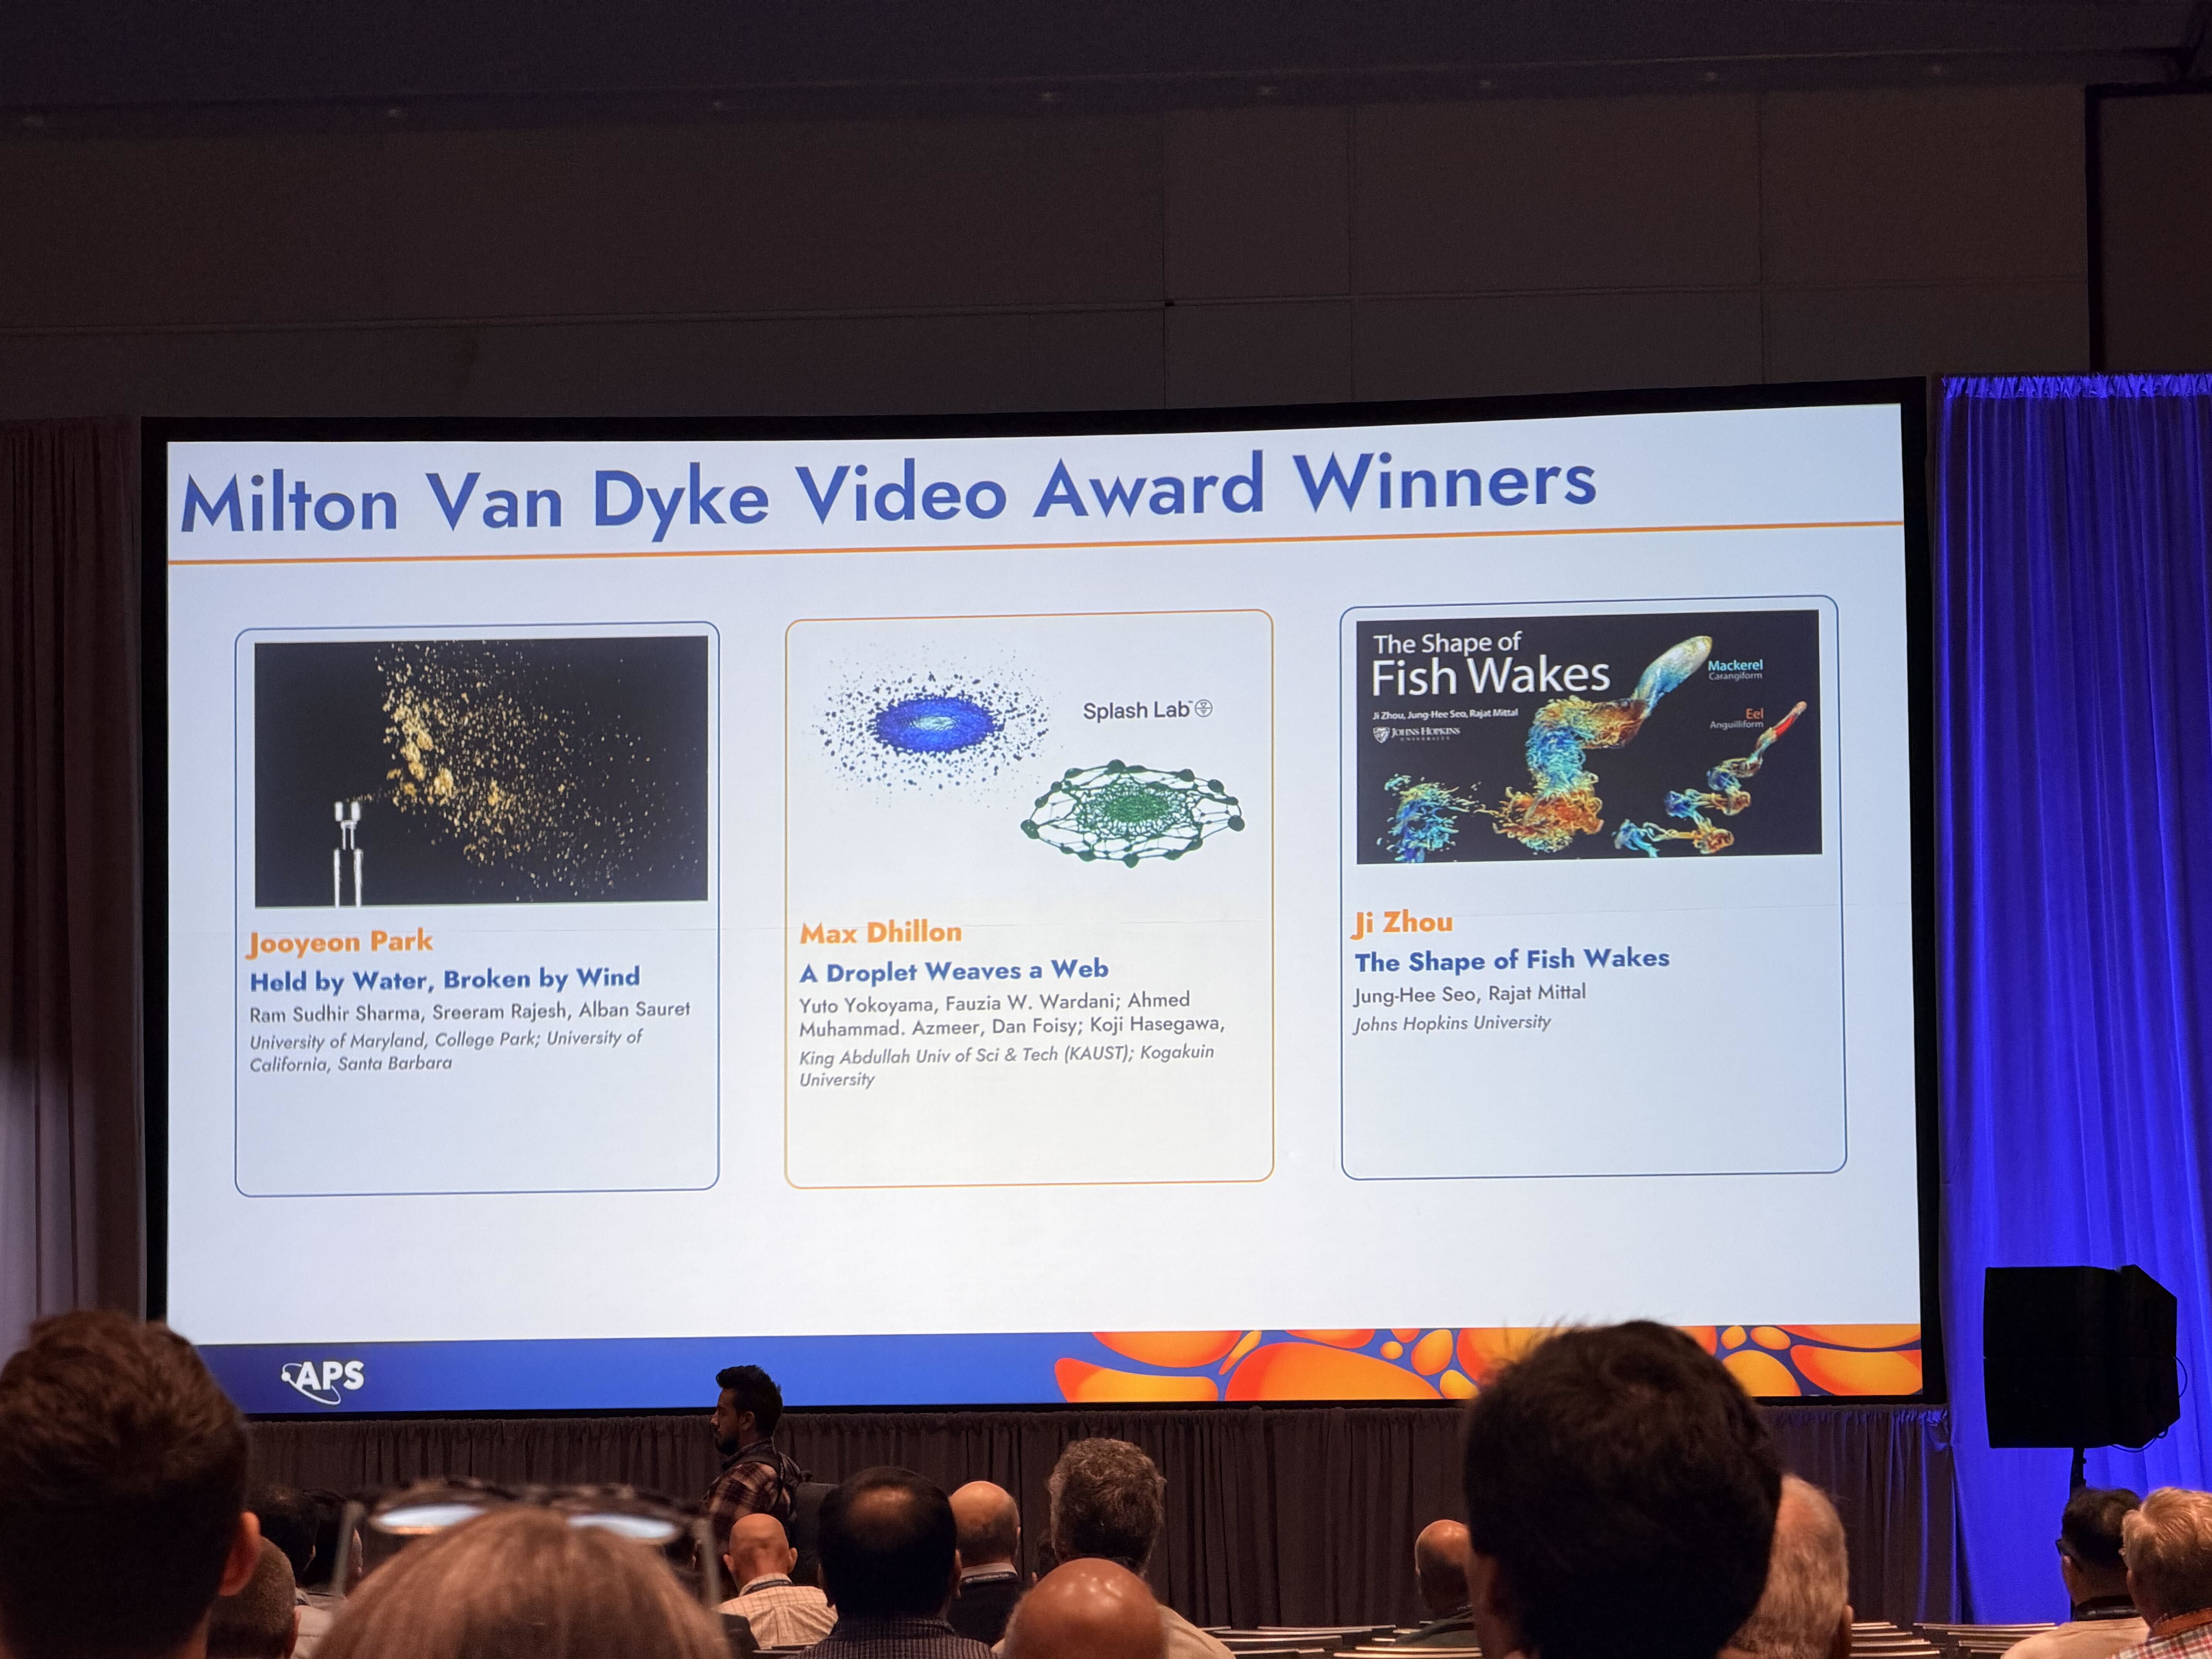 Milton Van Dyke Video Award Winners
Jooyeon Park
Held by Water, Broken by Wind
Ram Sudhir Sharma, Sreeram Rajesh, Alban Sauret
University of Maryland, College Park; University of
California, Santa Barbara
Splash Lab
Max Dhillon
A Droplet Weaves a Web
Yuto Yokoyama, Fauzia W. Wardani; Ahmed
Muhammad. Azmeer, Dan Foisy; Koji Hasegawa,
King Abdullah Univ of Sci & Tech (KAUST); Kogakuin
University
The Shape of
Fish Wakes
Ji Zhou, Jung-Hee Seo, Rajat Mittal
JOHNS HOPKINS
UNIVERSITY
Mackerel
Carangiform
Eel
Anguilliform
Ji Zhou
The Shape of Fish Wakes
Jung-Hee Seo, Rajat Mittal
Johns Hopkins University
APS